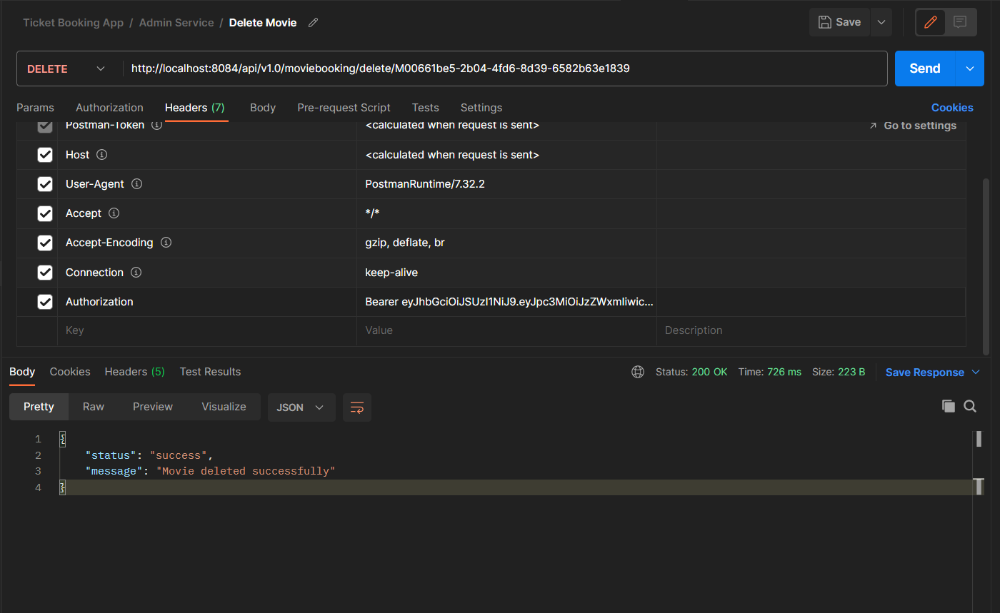 Ticket Booking App / Admin Service / Delete Movie
Save
DELETE http://localhost:8084/api/v1.0/moviebooking/delete/M00661be5-2b04-4fd6-8d39-6582b63e1839 Send
Params Authorization Headers (7) Body Pre-request Script Tests Settings Cookies
Postman-Token <calculated when request is sent> Go to settings
Host <calculated when request is sent>
User-Agent PostmanRuntime/7.32.2
Accept */*
Accept-Encoding gzip, deflate, br
Connection keep-alive
Authorization Bearer eyJhbGciOiJSUzI1NiJ9.eyJpc3MiOiJzZWxmIiwic...
Key Value Description
Body Cookies Headers (5) Test Results Status: 200 OK Time: 726 ms Size: 223 B Save Response
Pretty Raw Preview Visualize JSON
1 {
2 "status": "success",
3 "message": "Movie deleted successfully"
4 }